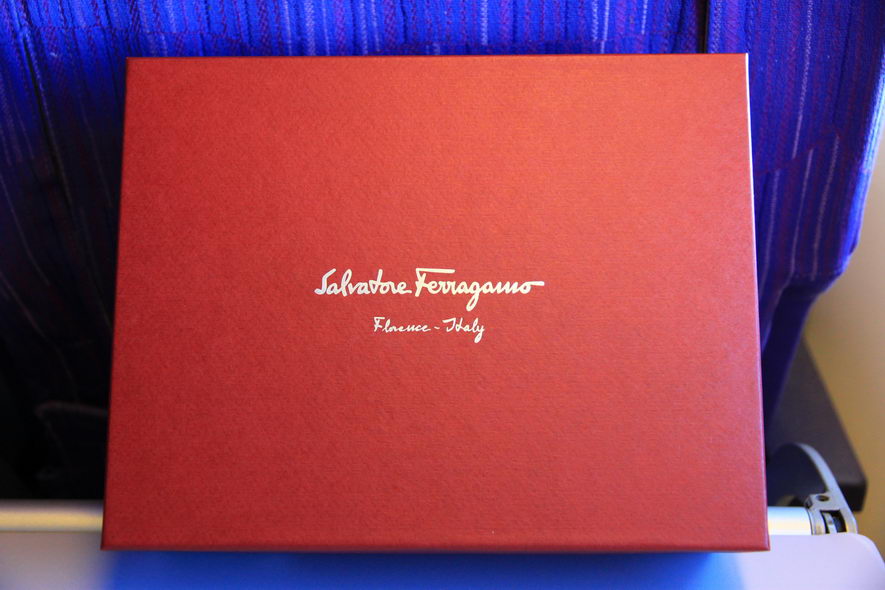 Salvatore Ferragamo
Florence - Italy